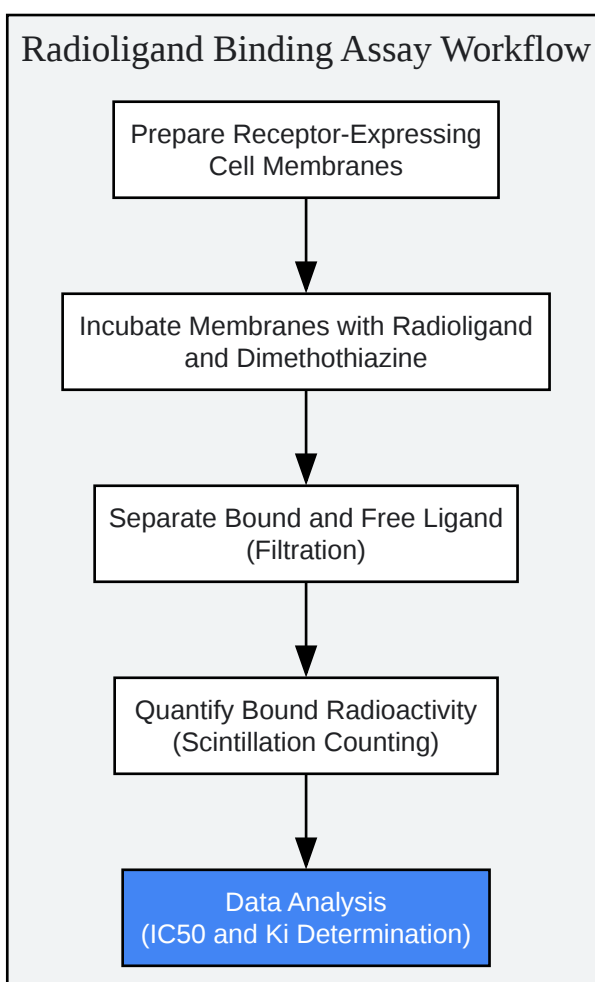 Radioligand Binding Assay Workflow
Prepare Receptor-Expressing
Cell Membranes
Incubate Membranes with Radioligand
and Dimethothiazine
Separate Bound and Free Ligand
(Filtration)
Quantify Bound Radioactivity
(Scintillation Counting)
Data Analysis
(IC50 and Ki Determination)